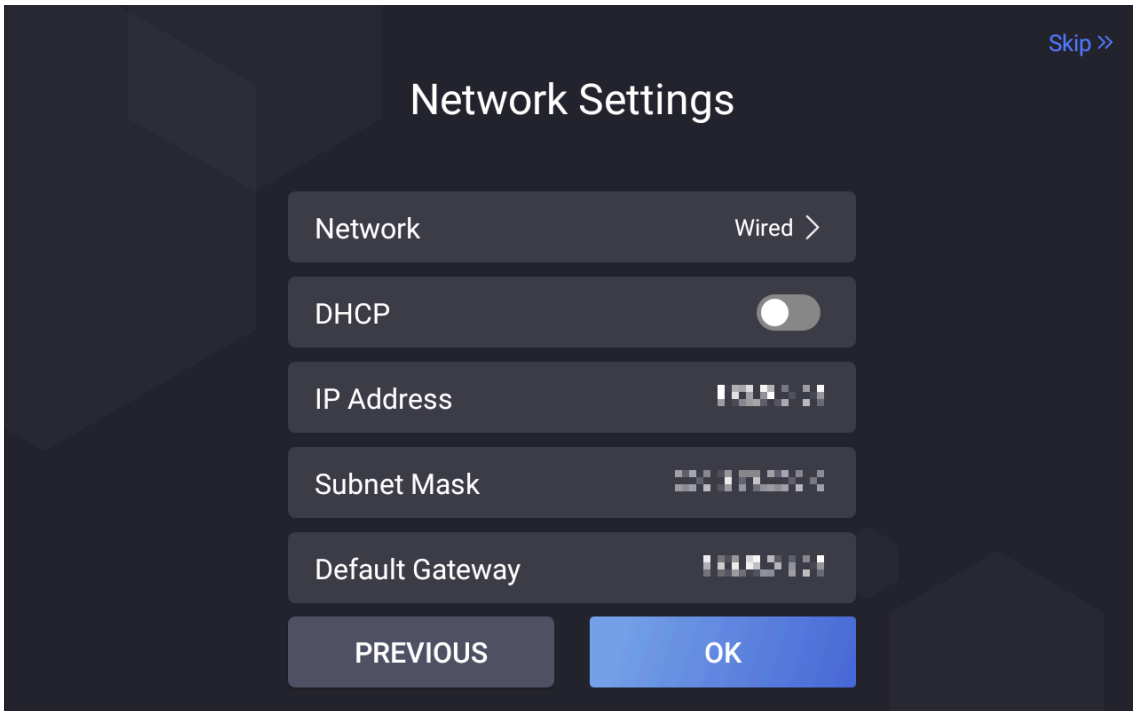 Skip »
Network Settings
Network Wired >
DHCP
IP Address
Subnet Mask
Default Gateway
PREVIOUS OK